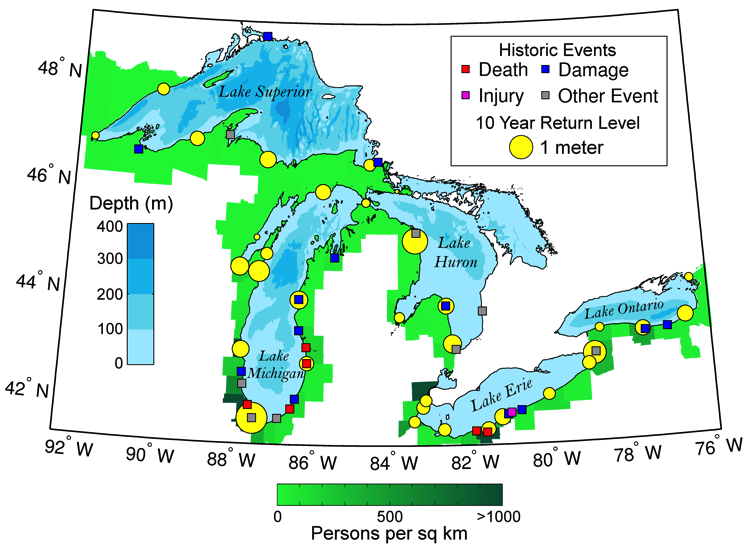 Historic Events
Death Damage
Injury Other Event
10 Year Return Level
1 meter
48° N
46° N
44° N
42° N
Lake Superior
Depth (m)
400
300
200
100
0
Lake
Huron
Lake Ontario
Lake
Michigan
Lake Erie
92° W 90° W 88° W 86° W 84° W 82° W 80° W 78° W 76° W
0 500 >1000
Persons per sq km